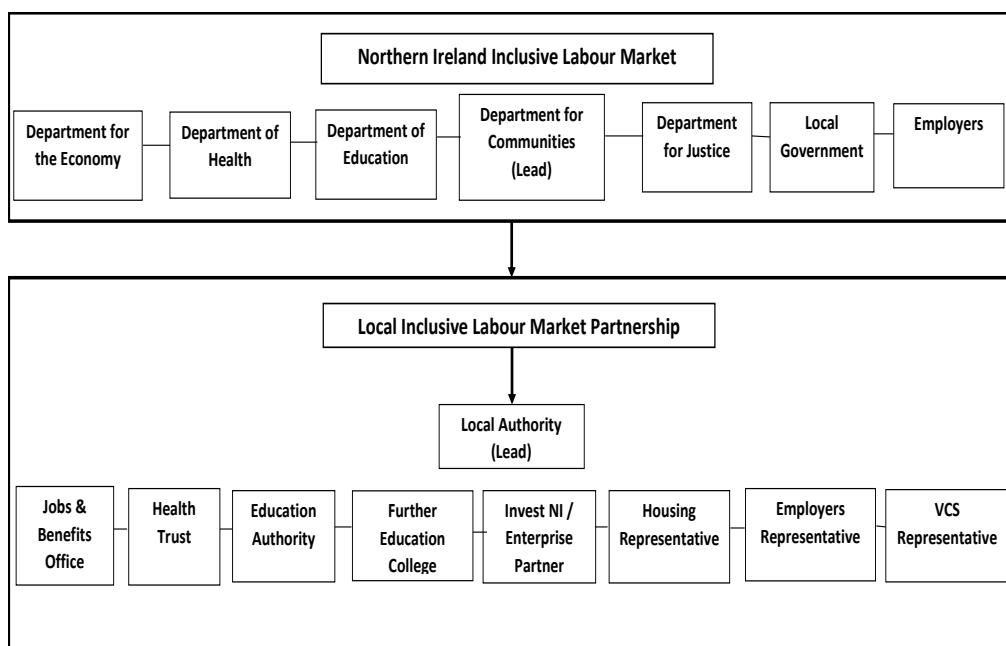 Northern Ireland Inclusive Labour Market
Department for
the Economy
Department of
Health
Department of
Education
Department for
Communities
(Lead)
Department
for Justice
Local
Government
Employers
Local Inclusive Labour Market Partnership
Local Authority
(Lead)
Jobs &
Benefits
Office
Health
Trust
Education
Authority
Further
Education
College
Invest NI /
Enterprise
Partner
Housing
Representative
Employers
Representative
VCS
Representative